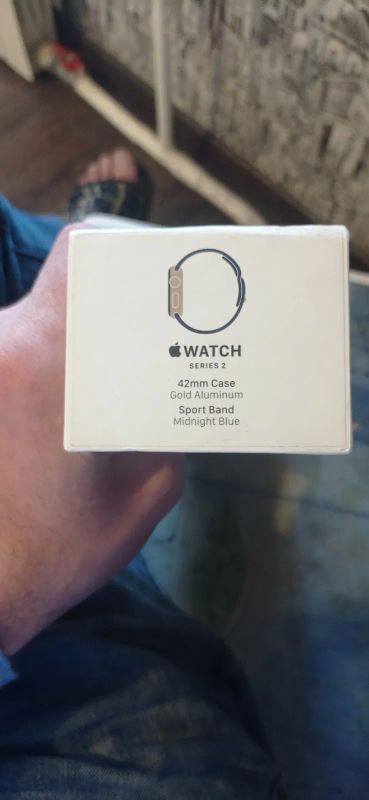 WATCH
SERIES 2
42mm Case
Gold Aluminum
Sport Band
Midnight Blue